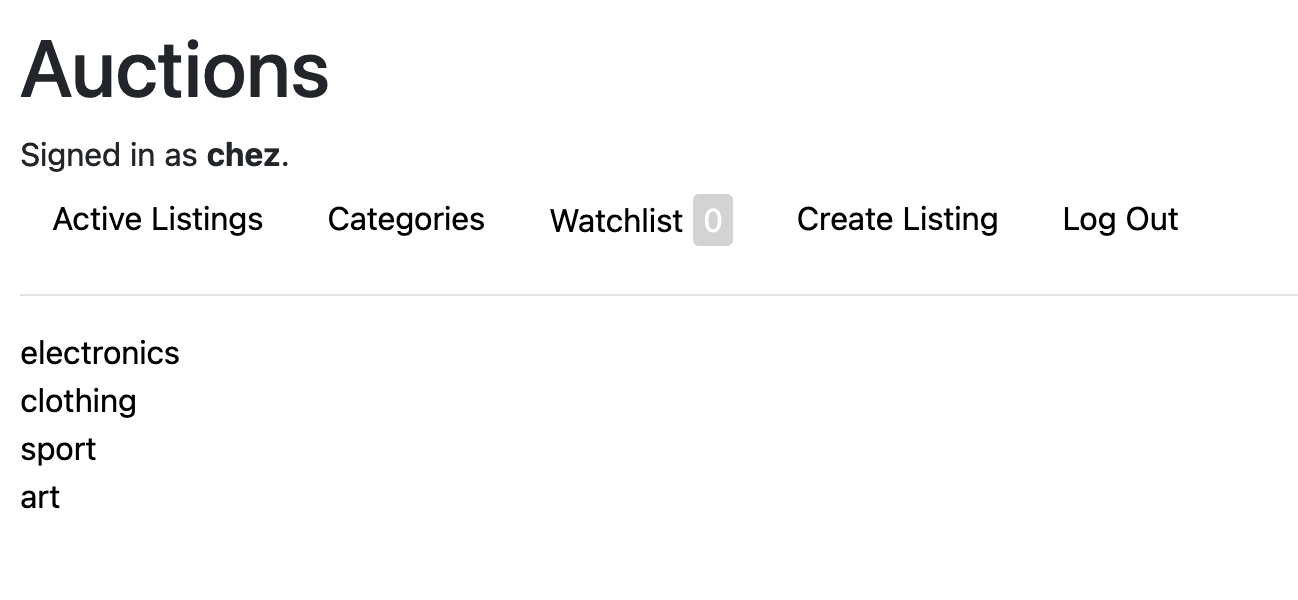 Auctions
Signed in as chez.
Active Listings Categories Watchlist 0 Create Listing Log Out
electronics
clothing
sport
art